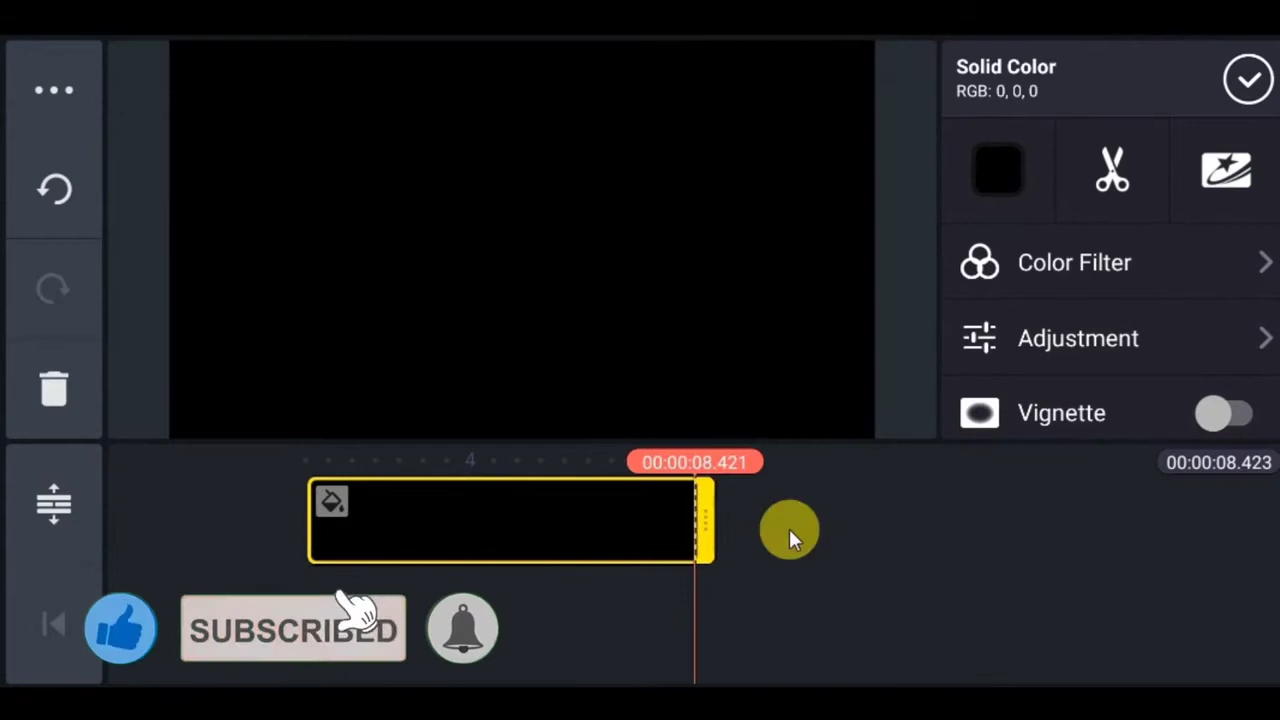 Solid Color
RGB: 0, 0, 0
Color Filter
Adjustment
Vignette
4
00:00:08.421
00:00:08.423
SUBSCRIBED